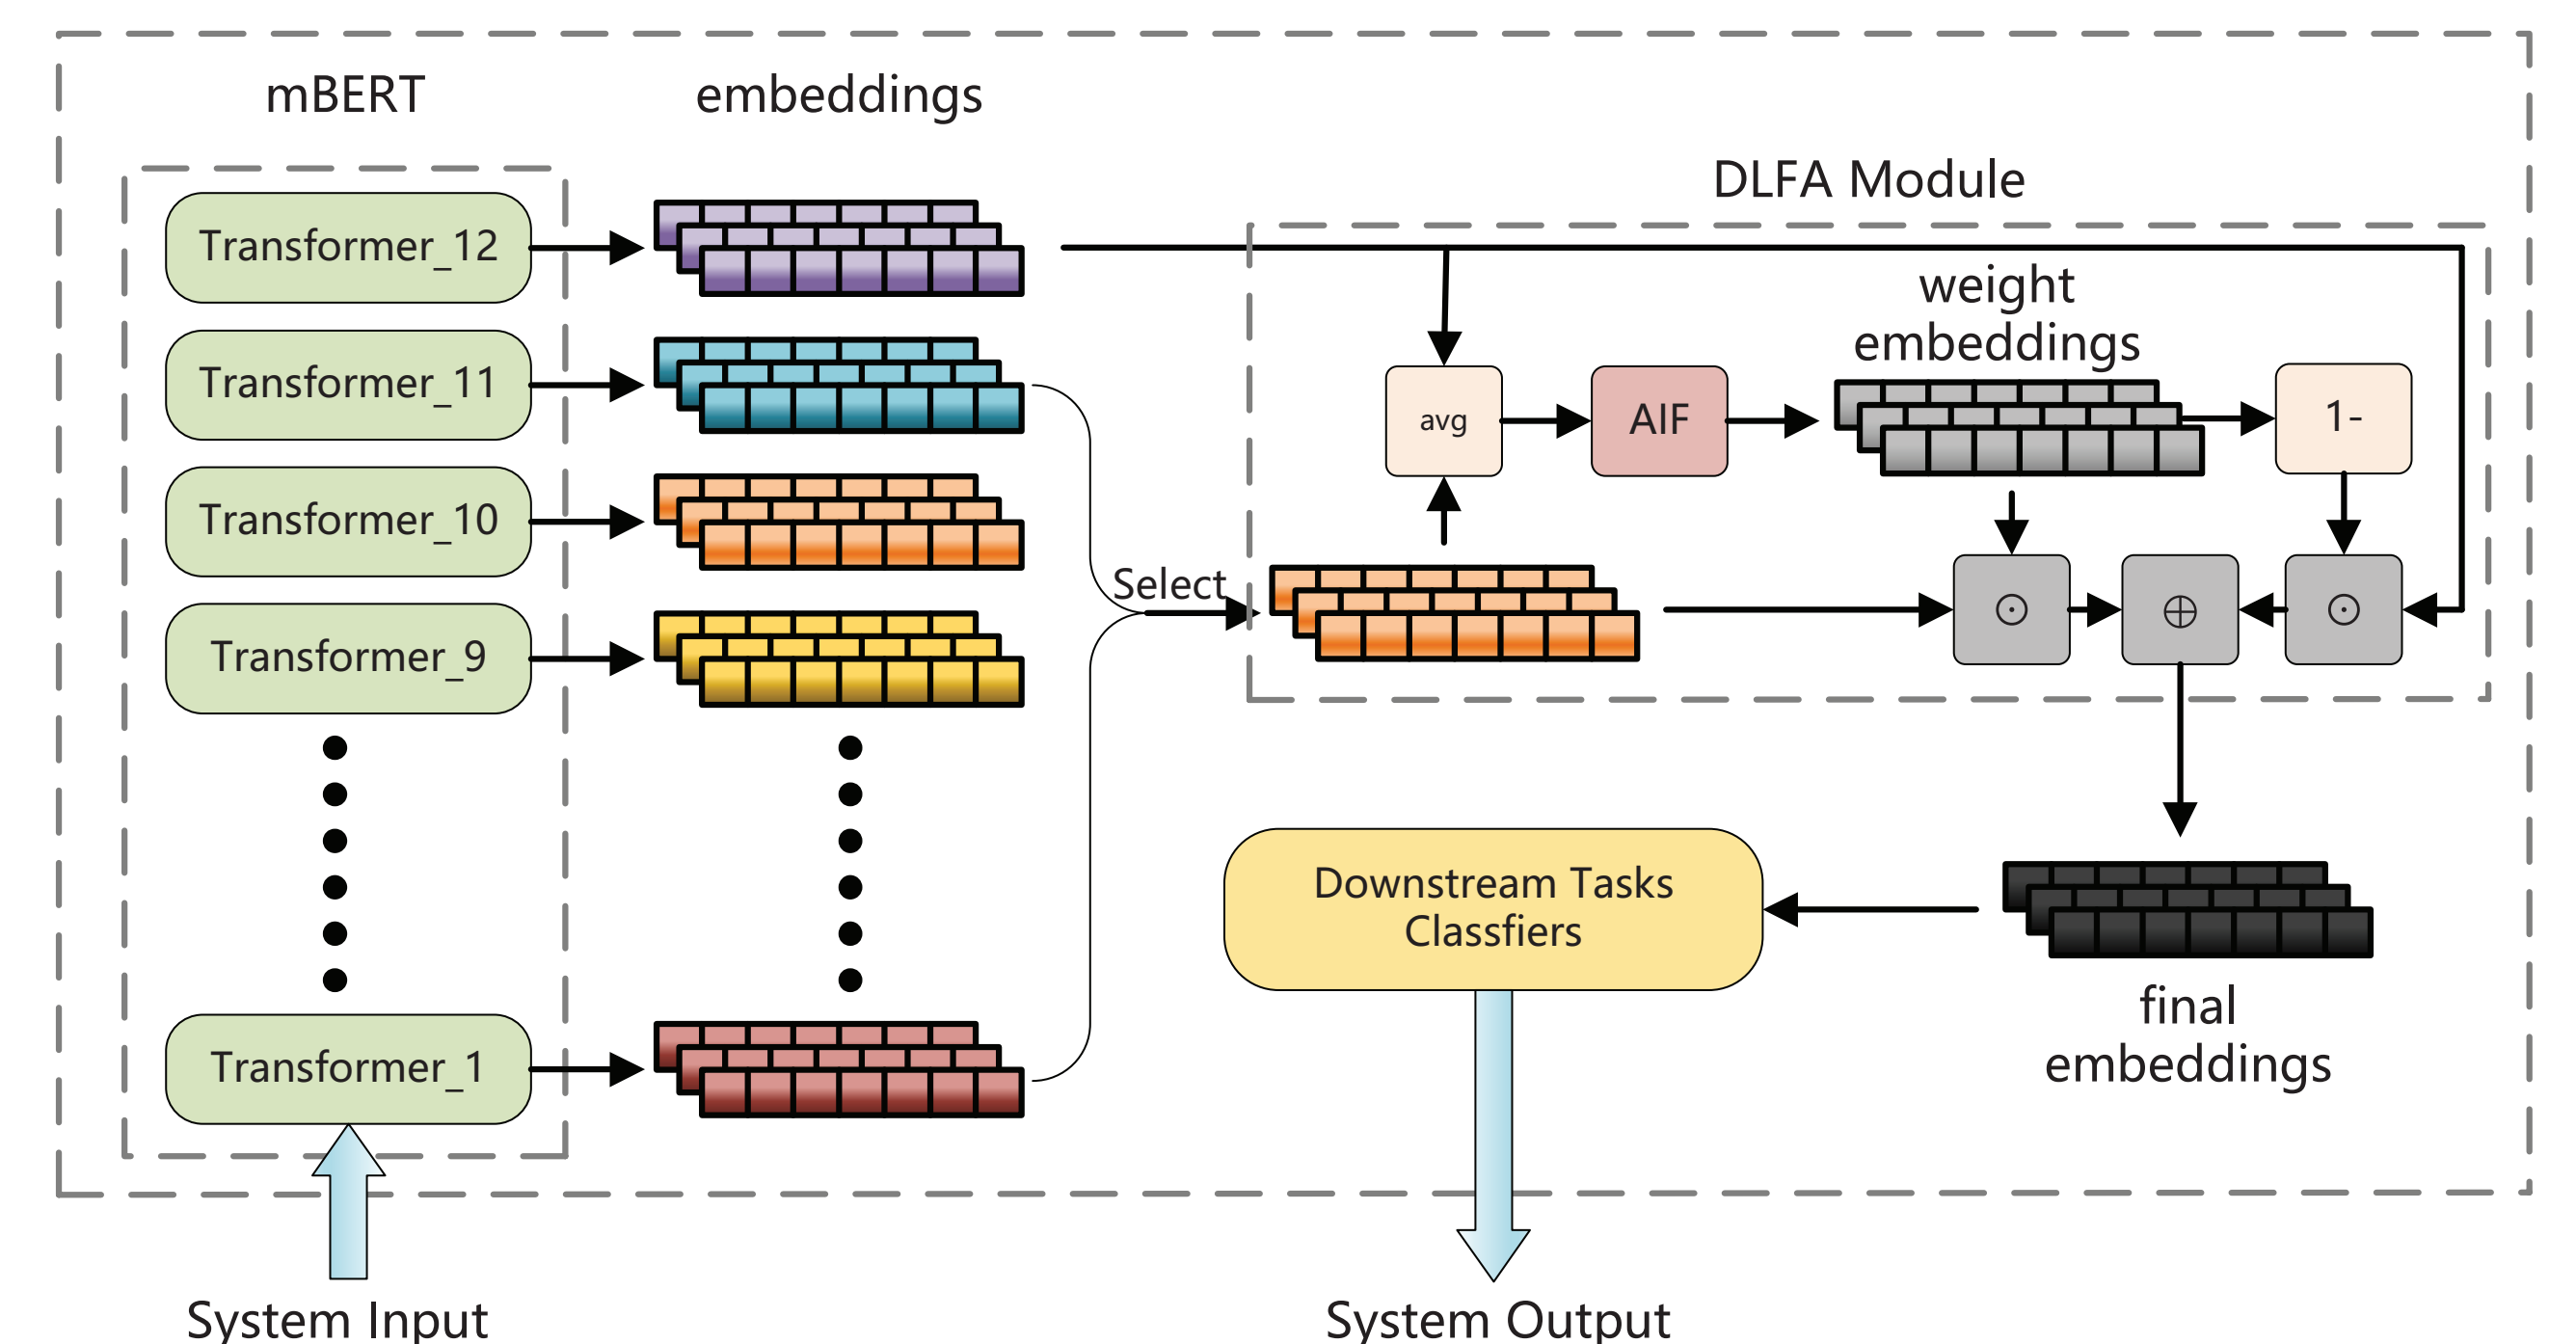 mBERT
embeddings
DLFA Module
Transformer_12
Transformer_11
Transformer_10
Transformer_9
Transformer_1
Select
weight
embeddings
avg
AIF
1-
⊙
⊕
⊙
Downstream Tasks
Classfiers
final
embeddings
System Input
System Output